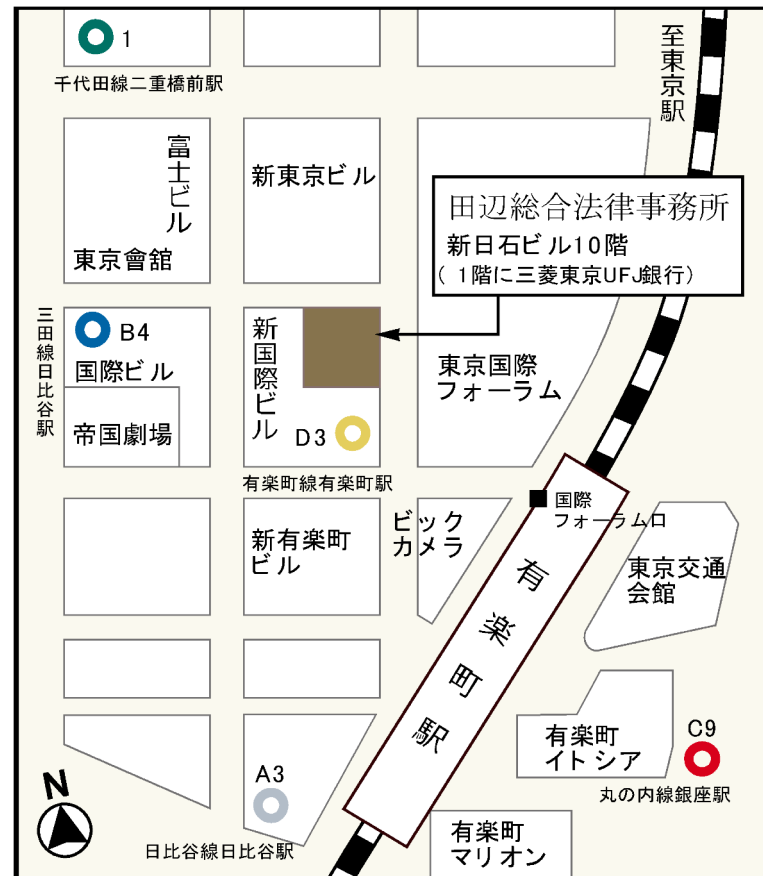 1
千代田線二重橋前駅
至東京駅
富士ビル
東京會館
新東京ビル
田辺総合法律事務所
新日石ビル10階
( 1階に三菱東京UFJ銀行)
三田線日比谷駅
B4
国際ビル
帝国劇場
新国際ビル
D3
有楽町線有楽町駅
東京国際
フォーラム
国際
フォーラム口
新有楽町
ビル
ビック
カメラ
有楽町駅
東京交通
会館
有楽町
イトシア
C9
丸の内線銀座駅
A3
日比谷線日比谷駅
有楽町
マリオン
N